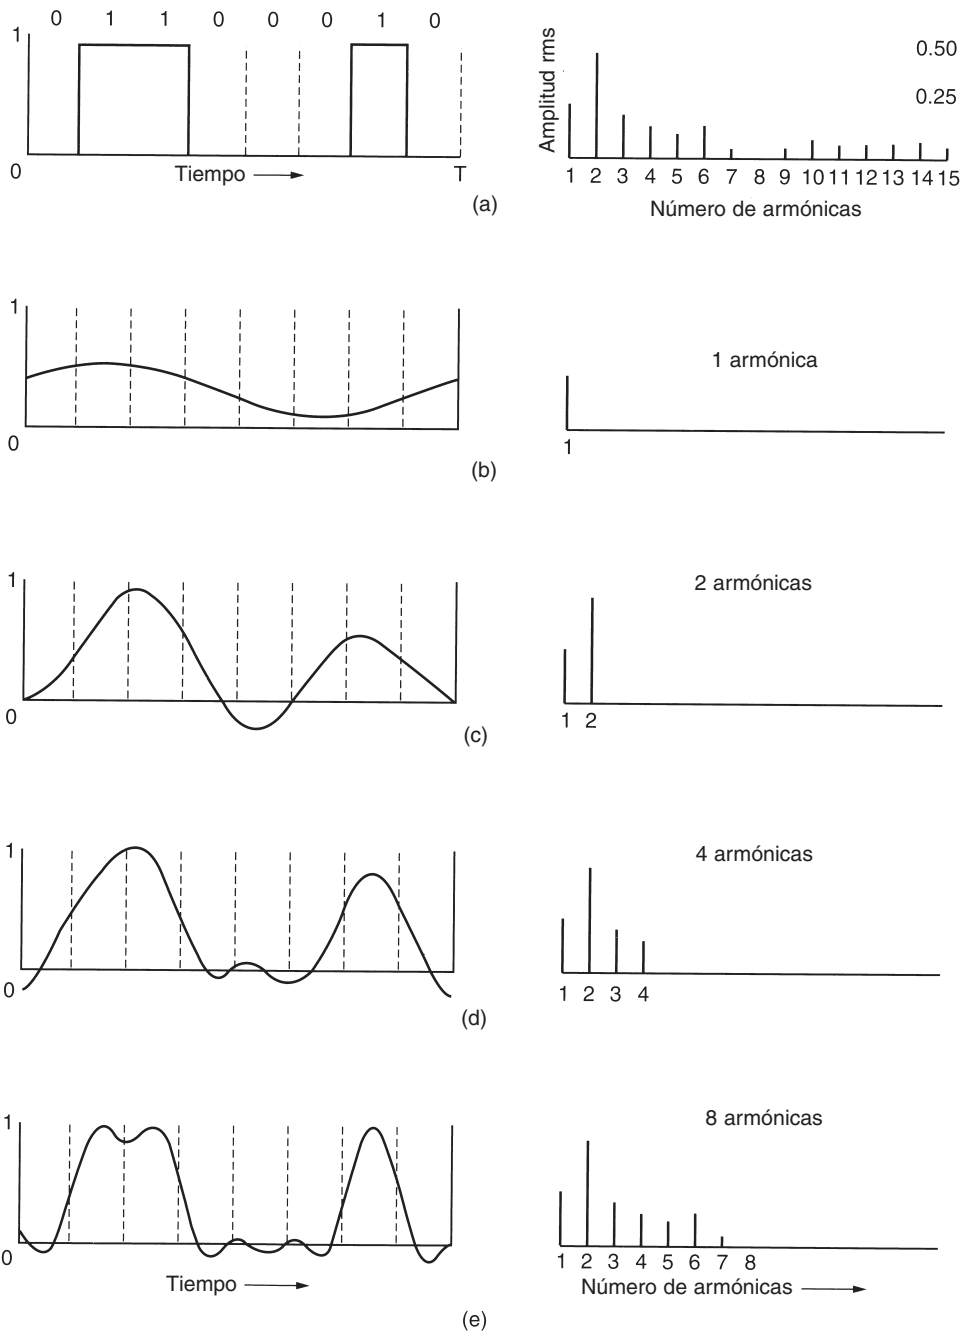 0 1 1 0 0 0 1 0
1
0
Tiempo
T
Amplitud rms
0.50
0.25
1 2 3 4 5 6 7 8 9 10 11 12 13 14 15
Número de armónicas
(a)
1
0
1 armónica
1
(b)
1
0
2 armónicas
1 2
(c)
1
0
4 armónicas
1 2 3 4
(d)
1
0
Tiempo
8 armónicas
1 2 3 4 5 6 7 8
Número de armónicas
(e)